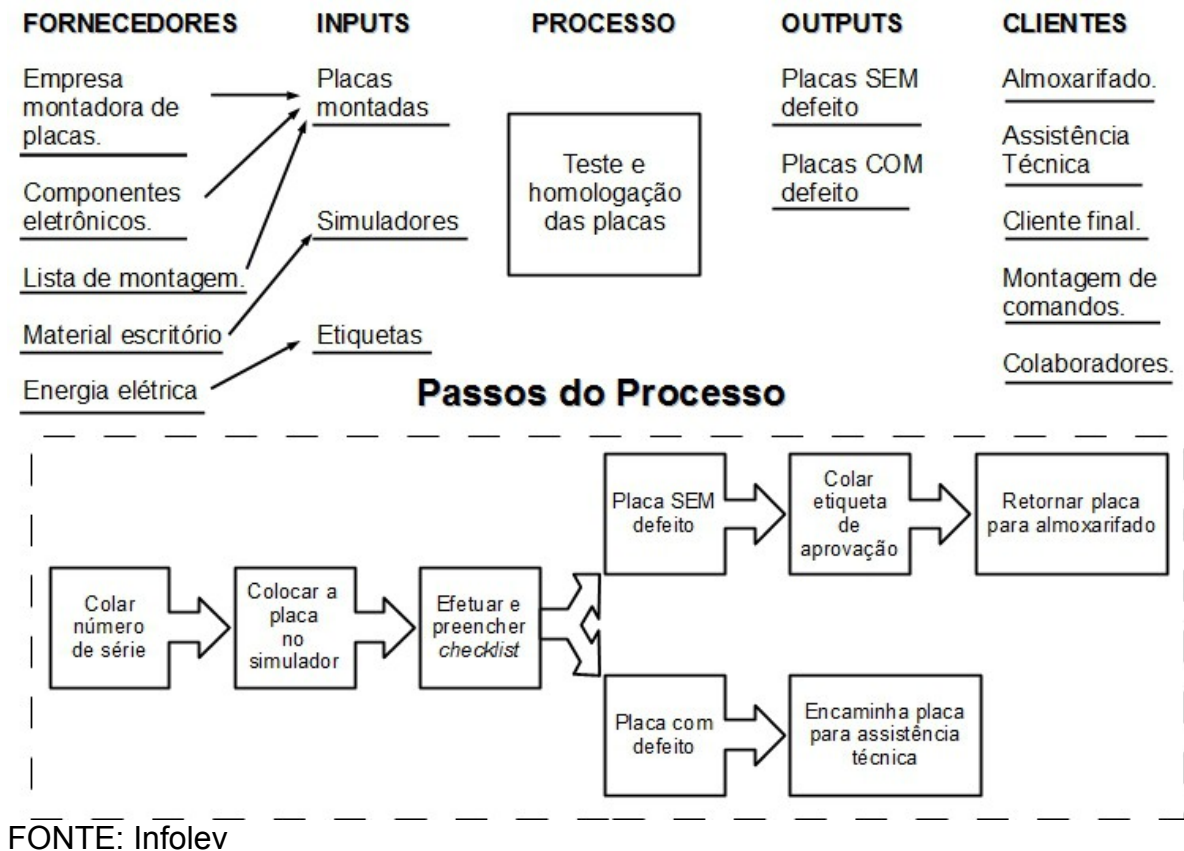 FORNECEDORES
INPUTS
PROCESSO
OUTPUTS
CLIENTES
Empresa
montadora de
placas.
Componentes
eletrônicos.
Lista de montagem.
Material escritório
Energia elétrica
Placas
montadas
Simuladores
Etiquetas
Teste e
homologação
das placas
Placas SEM
defeito
Placas COM
defeito
Almoxarifado.
Assistência
Técnica
Cliente final.
Montagem de
comandos.
Colaboradores.
Passos do Processo
Colar
número
de série
Colocar a
placa
no
simulador
Efetuar e
preencher
checklist
Placa SEM
defeito
Colar
etiqueta
de
aprovação
Retornar placa
para almoxarifado
Placa com
defeito
Encaminha placa
para assistência
técnica
FONTE: Infolev